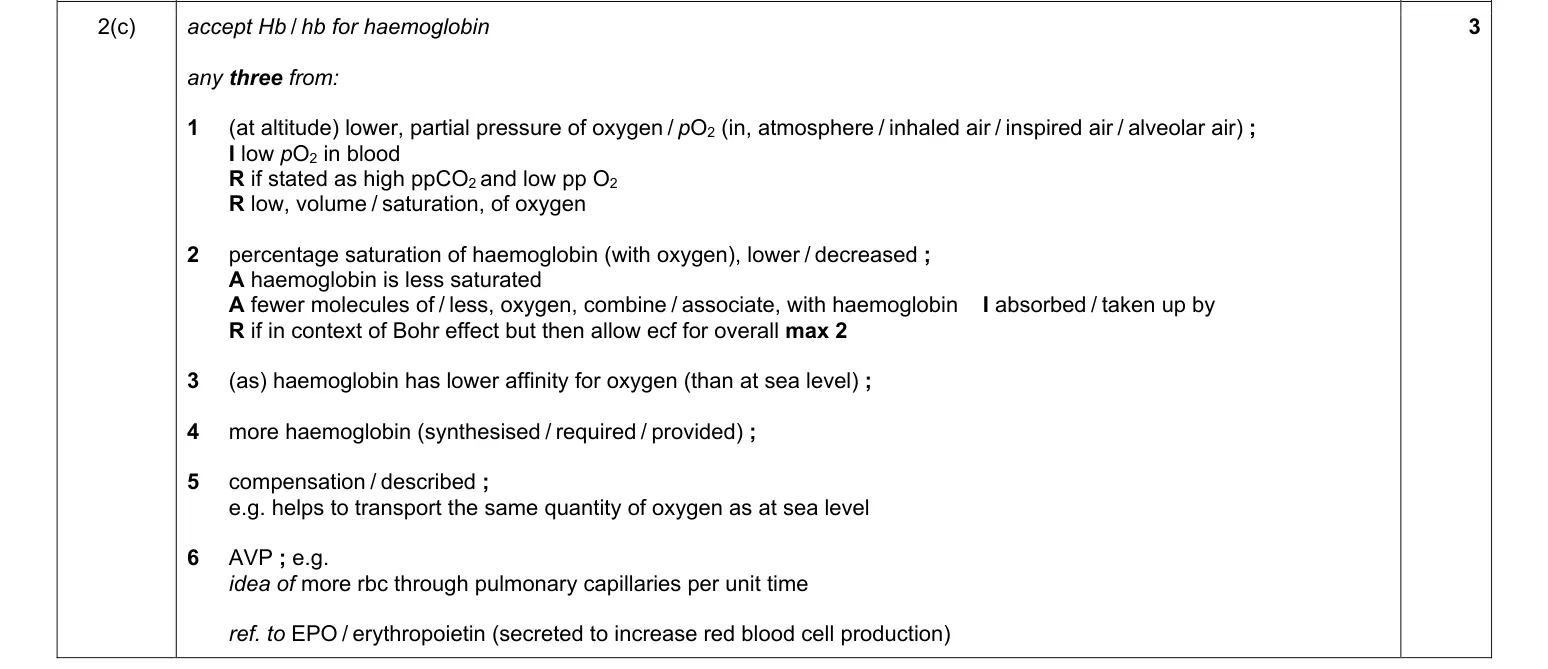 2(c) accept Hb / hb for haemoglobin 3
any three from:
1 (at altitude) lower, partial pressure of oxygen / pO₂ (in, atmosphere / inhaled air / inspired air / alveolar air) ;
I low pO₂ in blood
R if stated as high ppCO₂ and low pp O₂
R low, volume / saturation, of oxygen
2 percentage saturation of haemoglobin (with oxygen), lower / decreased ;
A haemoglobin is less saturated
A fewer molecules of / less, oxygen, combine / associate, with haemoglobin I absorbed / taken up by
R if in context of Bohr effect but then allow ecf for overall max 2
3 (as) haemoglobin has lower affinity for oxygen (than at sea level) ;
4 more haemoglobin (synthesised / required / provided) ;
5 compensation / described ;
e.g. helps to transport the same quantity of oxygen as at sea level
6 AVP ; e.g.
idea of more rbc through pulmonary capillaries per unit time
ref. to EPO / erythropoietin (secreted to increase red blood cell production)